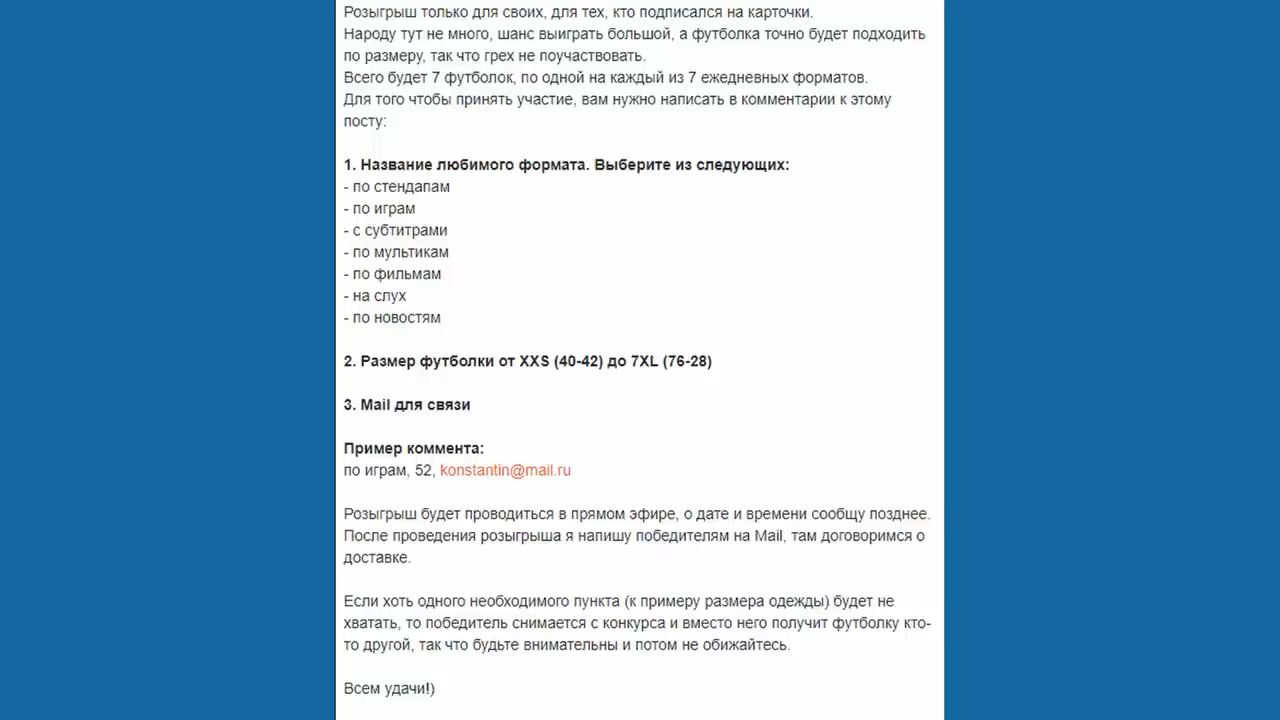 Розыгрыш только для своих, для тех, кто подписался на карточки.
Народу тут не много, шанс выиграть большой, а футболка точно будет подходить
по размеру, так что грех не поучаствовать.
Всего будет 7 футболок, по одной на каждый из 7 ежедневных форматов.
Для того чтобы принять участие, вам нужно написать в комментарии к этому
посту:
1. Название любимого формата. Выберите из следующих:
- по стендапам
- по играм
- с субтитрами
- по мультикам
- по фильмам
- на слух
- по новостям
2. Размер футболки от XXS (40-42) до 7XL (76-28)
3. Mail для связи
Пример коммента:
по играм, 52, konstantin@mail.ru
Розыгрыш будет проводиться в прямом эфире, о дате и времени сообщу позднее.
После проведения розыгрыша я напишу победителям на Mail, там договоримся о
доставке.
Если хоть одного необходимого пункта (к примеру размера одежды) будет не
хватать, то победитель снимается с конкурса и вместо него получит футболку кто-
то другой, так что будьте внимательны и потом не обижайтесь.
Всем удачи!)